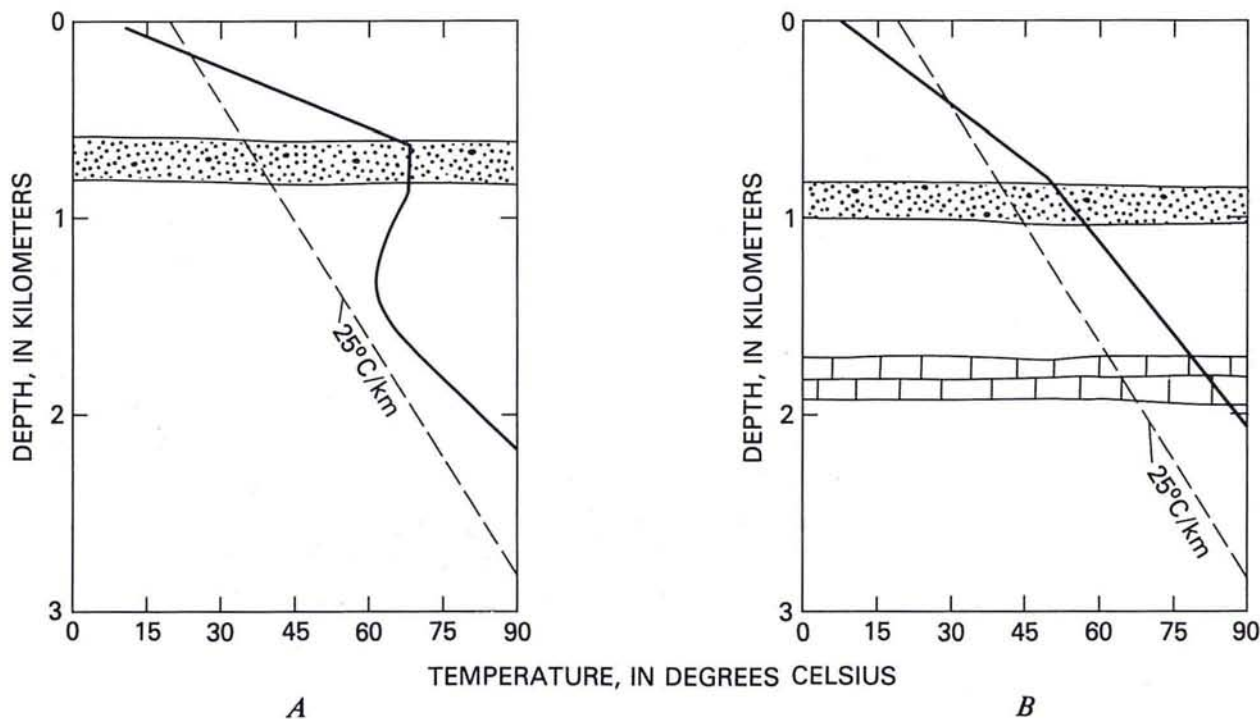 DEPTH, IN KILOMETERS
0
1
2
3
0 15 30 45 60 75 90
25°C/km
A
DEPTH, IN KILOMETERS
0
1
2
3
0 15 30 45 60 75 90
25°C/km
B
TEMPERATURE, IN DEGREES CELSIUS